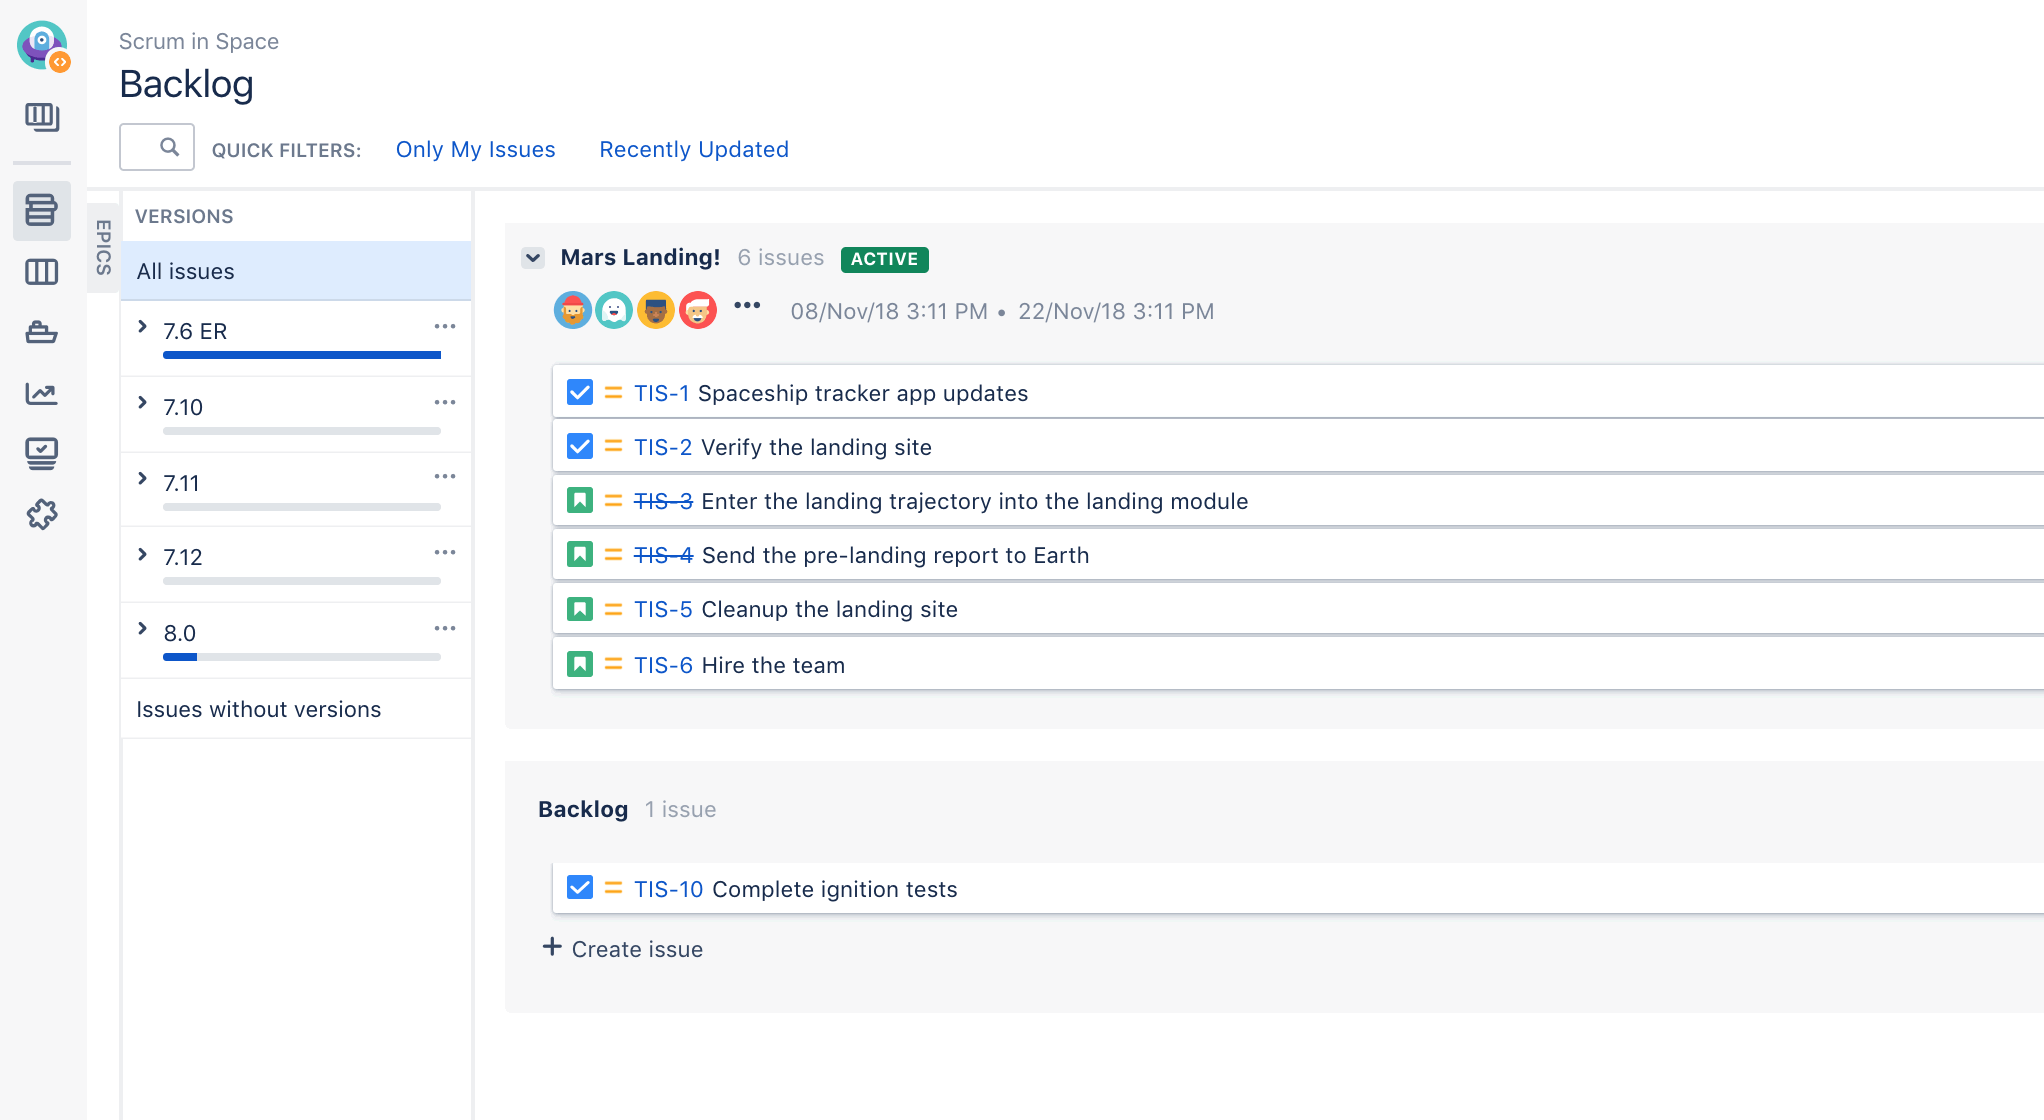 Scrum in Space
Backlog
QUICK FILTERS: Only My Issues Recently Updated
EPICS
VERSIONS
All issues
7.6 ER
7.10
7.11
7.12
8.0
Issues without versions
Mars Landing! 6 issues ACTIVE
08/Nov/18 3:11 PM • 22/Nov/18 3:11 PM
TIS-1 Spaceship tracker app updates
TIS-2 Verify the landing site
TIS-3 Enter the landing trajectory into the landing module
TIS-4 Send the pre-landing report to Earth
TIS-5 Cleanup the landing site
TIS-6 Hire the team
Backlog 1 issue
TIS-10 Complete ignition tests
+ Create issue